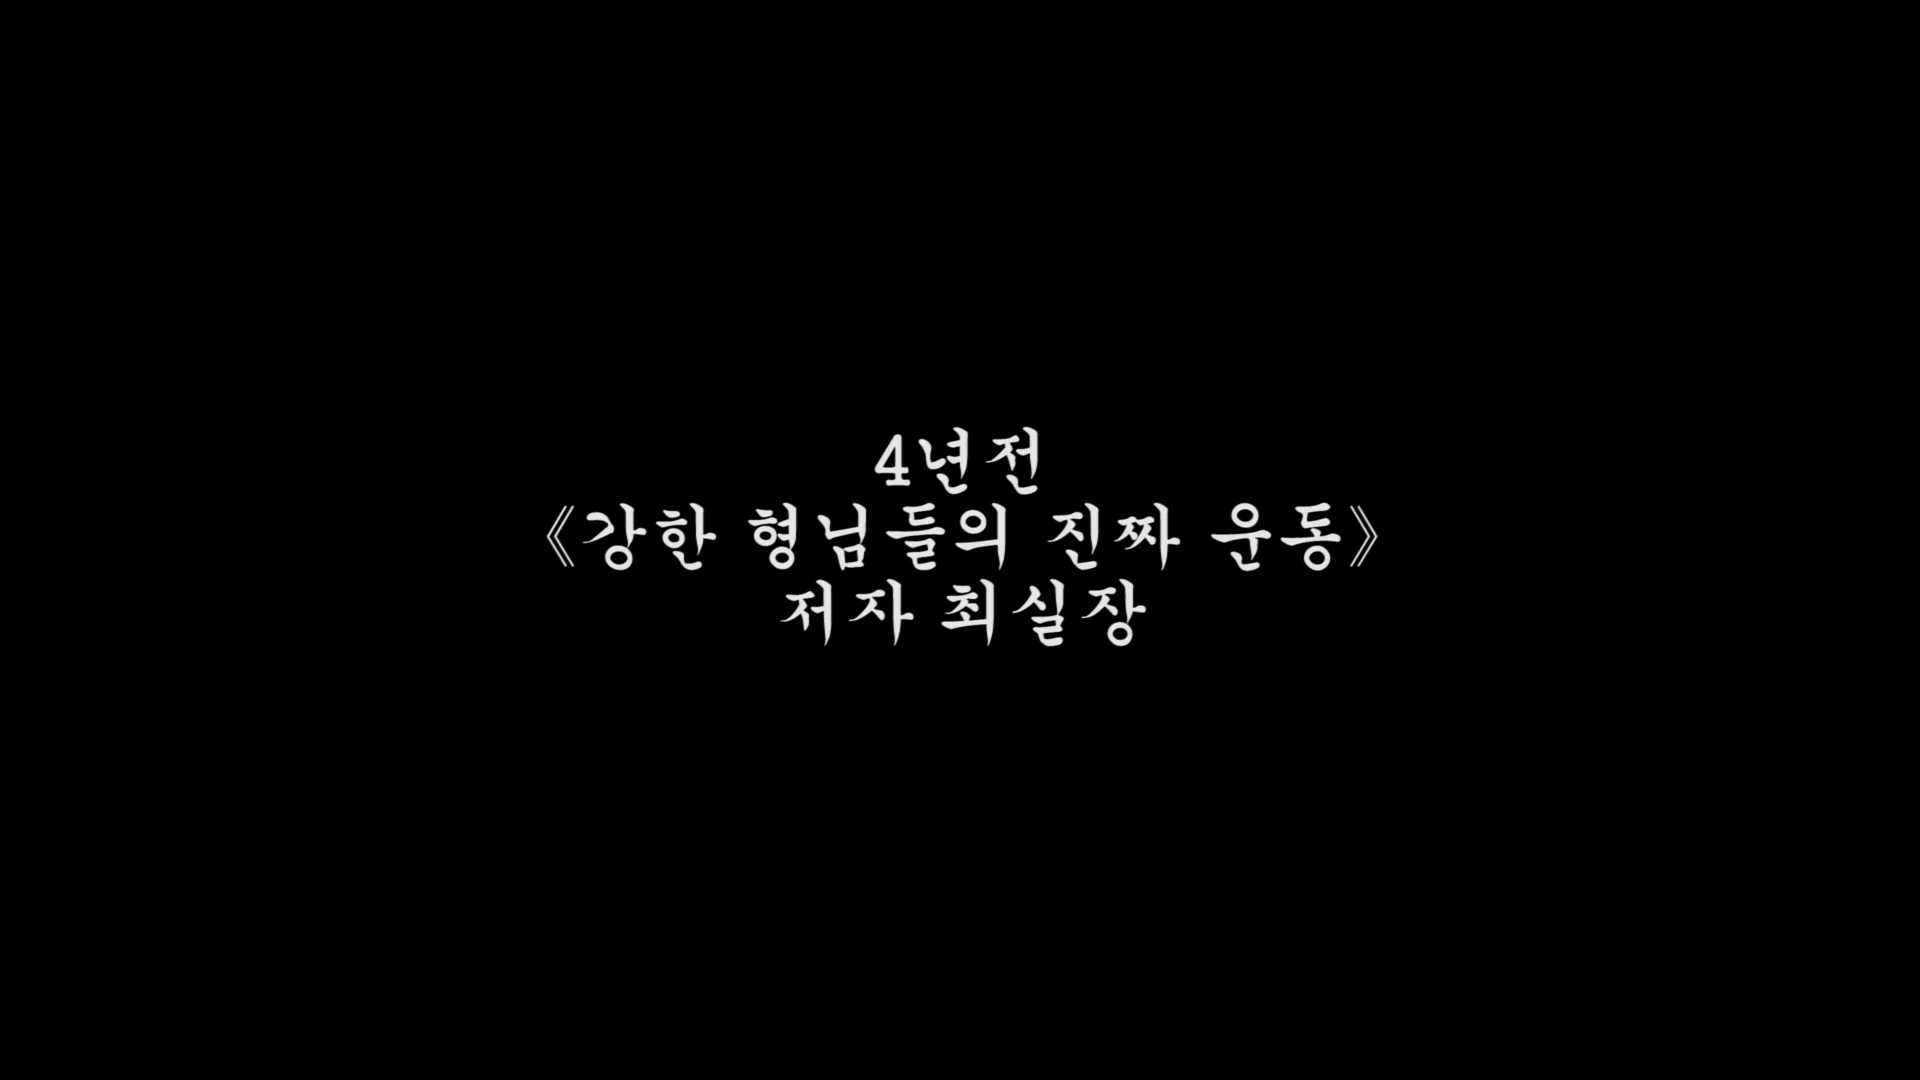 4년전
《강한 형님들의 진짜 운동》
저자 최실장